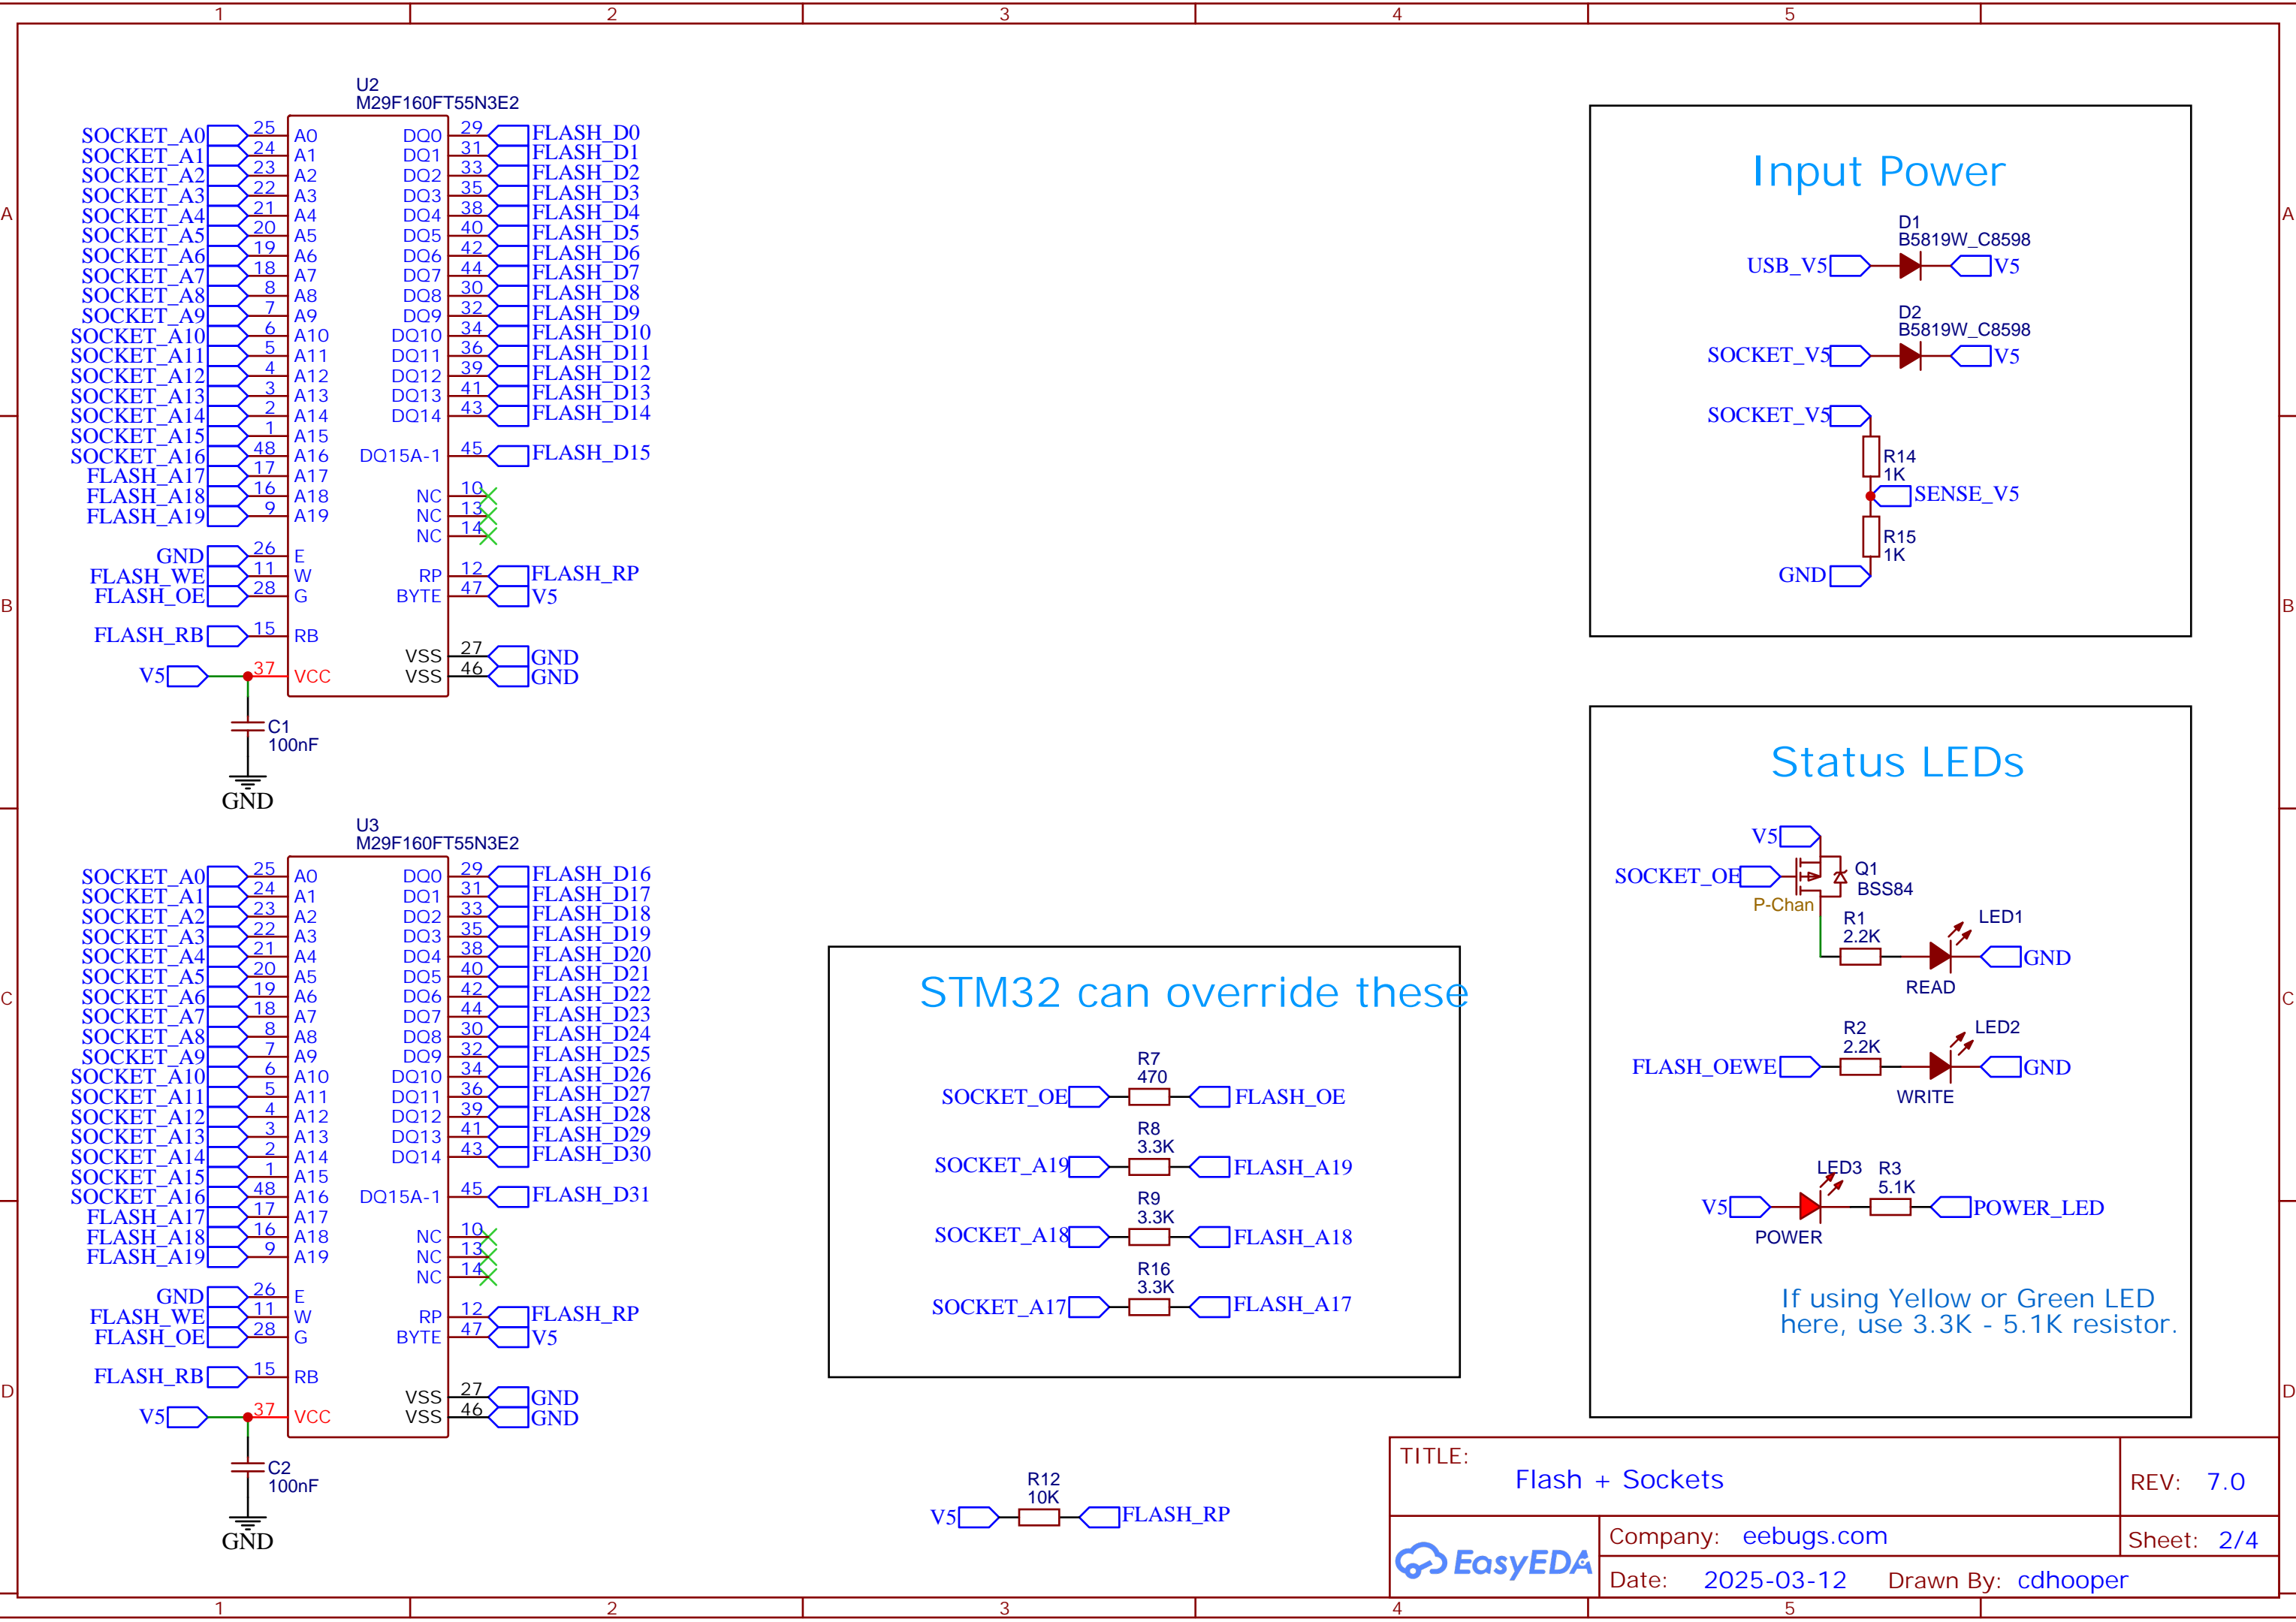 1 2 3 4 5
A
B
C
D
U2
M29F160FT55N3E2
SOCKET_A0 25 A0 DQ0 29 FLASH_D0
SOCKET_A1 24 A1 DQ1 31 FLASH_D1
SOCKET_A2 23 A2 DQ2 33 FLASH_D2
SOCKET_A3 22 A3 DQ3 35 FLASH_D3
SOCKET_A4 21 A4 DQ4 38 FLASH_D4
SOCKET_A5 20 A5 DQ5 40 FLASH_D5
SOCKET_A6 19 A6 DQ6 42 FLASH_D6
SOCKET_A7 18 A7 DQ7 44 FLASH_D7
SOCKET_A8 8 A8 DQ8 30 FLASH_D8
SOCKET_A9 7 A9 DQ9 32 FLASH_D9
SOCKET_A10 6 A10 DQ10 34 FLASH_D10
SOCKET_A11 5 A11 DQ11 36 FLASH_D11
SOCKET_A12 4 A12 DQ12 39 FLASH_D12
SOCKET_A13 3 A13 DQ13 41 FLASH_D13
SOCKET_A14 2 A14 DQ14 43 FLASH_D14
SOCKET_A15 1 A15
SOCKET_A16 48 A16 DQ15A-1 45 FLASH_D15
FLASH_A17 17 A17
FLASH_A18 16 A18 NC 10
FLASH_A19 9 A19 NC 13
NC 14
GND 26 E
FLASH_WE 11 W RP 12 FLASH_RP
FLASH_OE 28 G BYTE 47 V5
FLASH_RB 15 RB
VSS 27 GND
V5 37 VCC VSS 46 GND
C1
100nF
GND
U3
M29F160FT55N3E2
SOCKET_A0 25 A0 DQ0 29 FLASH_D16
SOCKET_A1 24 A1 DQ1 31 FLASH_D17
SOCKET_A2 23 A2 DQ2 33 FLASH_D18
SOCKET_A3 22 A3 DQ3 35 FLASH_D19
SOCKET_A4 21 A4 DQ4 38 FLASH_D20
SOCKET_A5 20 A5 DQ5 40 FLASH_D21
SOCKET_A6 19 A6 DQ6 42 FLASH_D22
SOCKET_A7 18 A7 DQ7 44 FLASH_D23
SOCKET_A8 8 A8 DQ8 30 FLASH_D24
SOCKET_A9 7 A9 DQ9 32 FLASH_D25
SOCKET_A10 6 A10 DQ10 34 FLASH_D26
SOCKET_A11 5 A11 DQ11 36 FLASH_D27
SOCKET_A12 4 A12 DQ12 39 FLASH_D28
SOCKET_A13 3 A13 DQ13 41 FLASH_D29
SOCKET_A14 2 A14 DQ14 43 FLASH_D30
SOCKET_A15 1 A15
SOCKET_A16 48 A16 DQ15A-1 45 FLASH_D31
FLASH_A17 17 A17
FLASH_A18 16 A18 NC 10
FLASH_A19 9 A19 NC 13
NC 14
GND 26 E
FLASH_WE 11 W RP 12 FLASH_RP
FLASH_OE 28 G BYTE 47 V5
FLASH_RB 15 RB
VSS 27 GND
V5 37 VCC VSS 46 GND
C2
100nF
GND
STM32 can override these
R7
470
SOCKET_OE FLASH_OE
R8
3.3K
SOCKET_A19 FLASH_A19
R9
3.3K
SOCKET_A18 FLASH_A18
R16
3.3K
SOCKET_A17 FLASH_A17
R12
10K
V5 FLASH_RP
Input Power
D1
B5819W_C8598
USB_V5 V5
D2
B5819W_C8598
SOCKET_V5 V5
SOCKET_V5
R14
1K
SENSE_V5
R15
1K
GND
Status LEDs
V5
SOCKET_OE
Q1
BSS84
P-Chan
R1
2.2K
LED1
GND
READ
R2
2.2K
LED2
FLASH_OEWE GND
WRITE
LED3 R3
5.1K
V5 POWER_LED
POWER
If using Yellow or Green LED
here, use 3.3K - 5.1K resistor.
TITLE:
Flash + Sockets
REV: 7.0
EasyEDA
Company: eebugs.com
Sheet: 2/4
Date: 2025-03-12 Drawn By: cdhooper
A
B
C
D
1 2 3 4 5